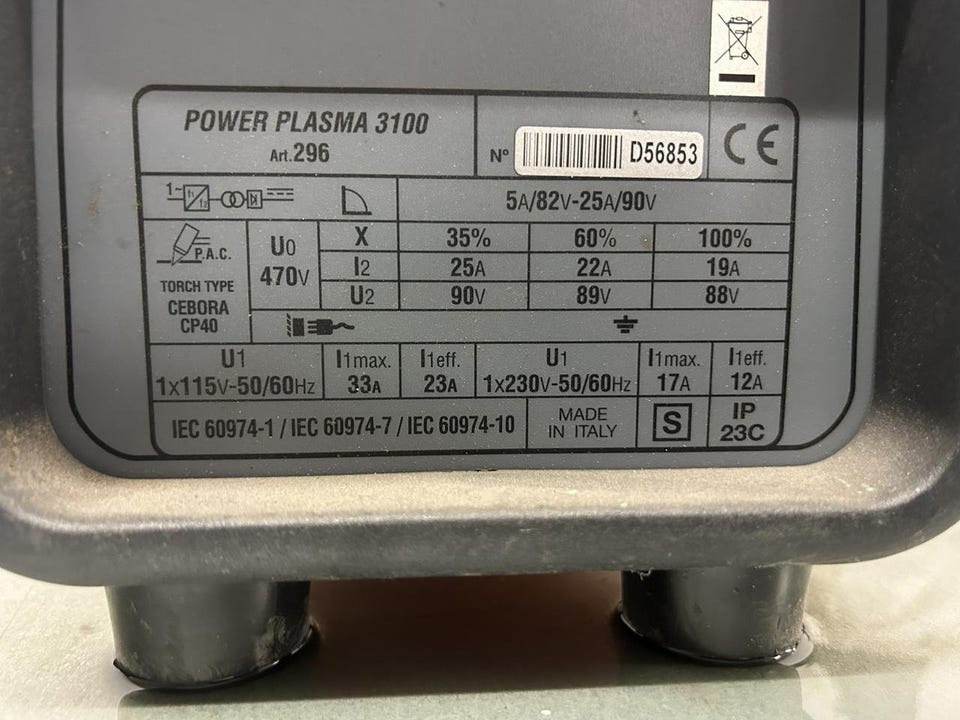 POWER PLASMA 3100
Art.296
N° D56853
CE
1~ f1 f2
5A/82V-25A/90V
P.A.C.
TORCH TYPE
CEBORA
CP40
U0
470V
X 35% 60% 100%
I2 25A 22A 19A
U2 90V 89V 88V
U1 I1max. I1eff. U1 I1max. I1eff.
1x115V-50/60Hz 33A 23A 1x230V-50/60Hz 17A 12A
IEC 60974-1 / IEC 60974-7 / IEC 60974-10
MADE
IN ITALY
S
IP
23C